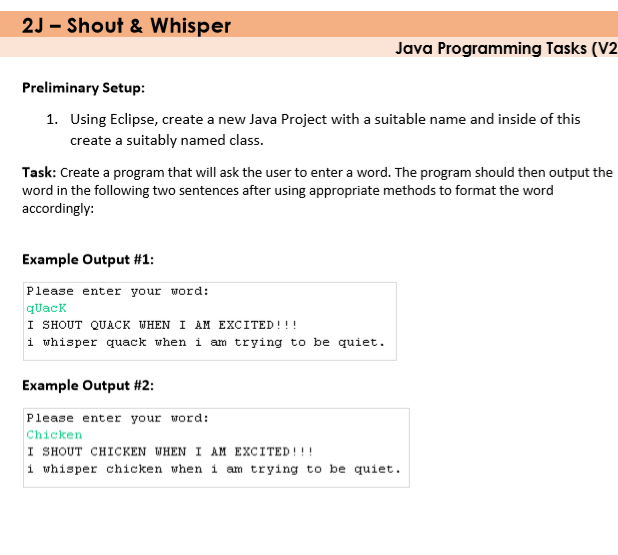 2J – Shout & Whisper
Java Programming Tasks (V2
Preliminary Setup:
1. Using Eclipse, create a new Java Project with a suitable name and inside of this
create a suitably named class.
Task: Create a program that will ask the user to enter a word. The program should then output the
word in the following two sentences after using appropriate methods to format the word
accordingly:
Example Output #1:
Please enter your word:
qUacK
I SHOUT QUACK WHEN I AM EXCITED!!!
i whisper quack when i am trying to be quiet.
Example Output #2:
Please enter your word:
Chicken
I SHOUT CHICKEN WHEN I AM EXCITED!!!
i whisper chicken when i am trying to be quiet.